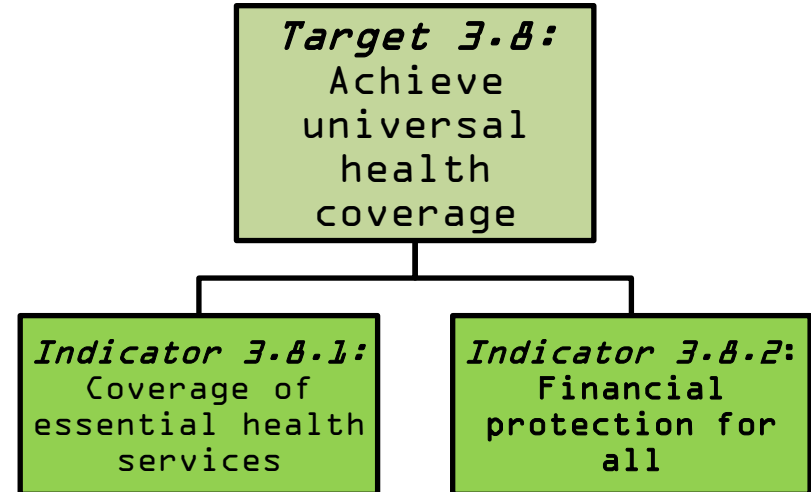 Target 3.8:
Achieve
universal
health
coverage
Indicator 3.8.1:
Coverage of
essential health
services
Indicator 3.8.2:
Financial
protection for
all